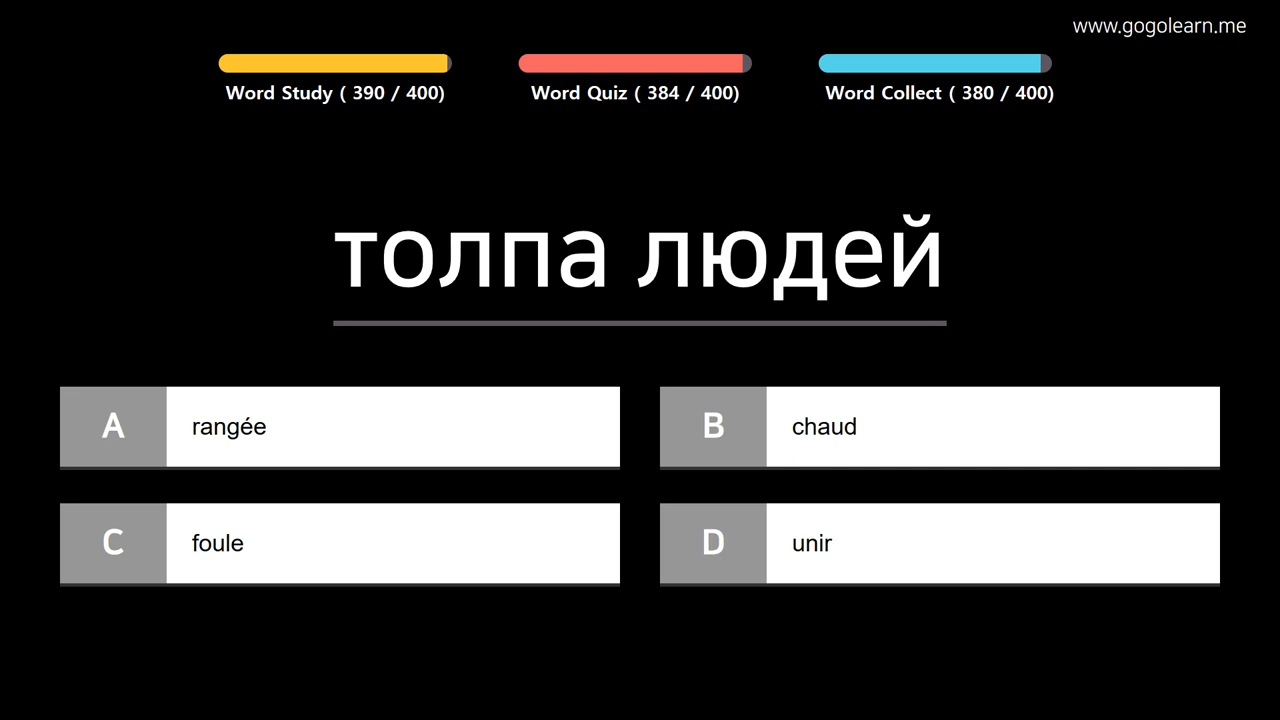 www.gogolearn.me
Word Study ( 390 / 400)
Word Quiz ( 384 / 400)
Word Collect ( 380 / 400)
толпа людей
A rangée
B chaud
C foule
D unir